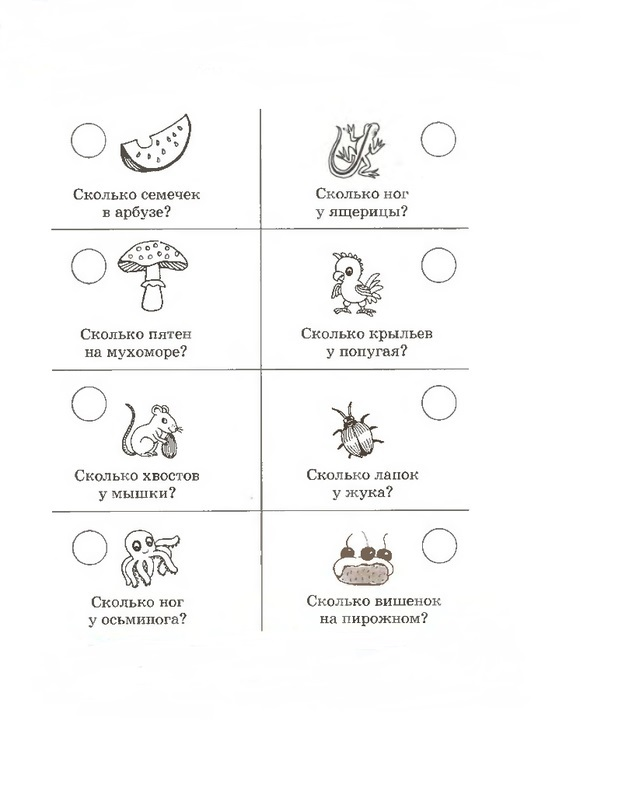 Сколько семечек
в арбузе?
Сколько ног
у ящерицы?
Сколько пятен
на мухоморе?
Сколько крыльев
у попугая?
Сколько хвостов
у мышки?
Сколько лапок
у жука?
Сколько ног
у осьминога?
Сколько вишенок
на пирожном?